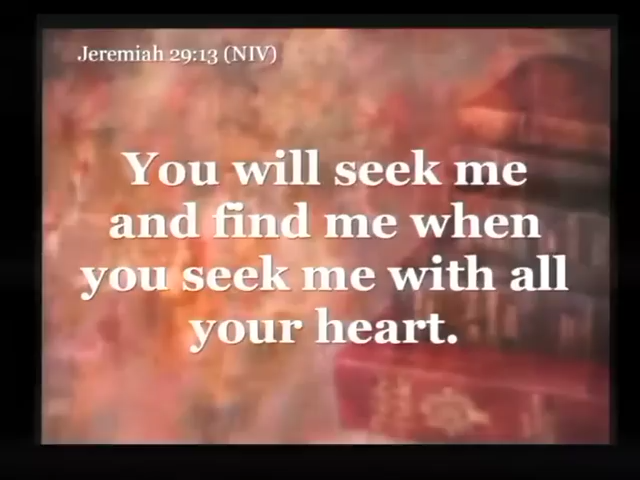 Jeremiah 29:13 (NIV)
You will seek me
and find me when
you seek me with all
your heart.